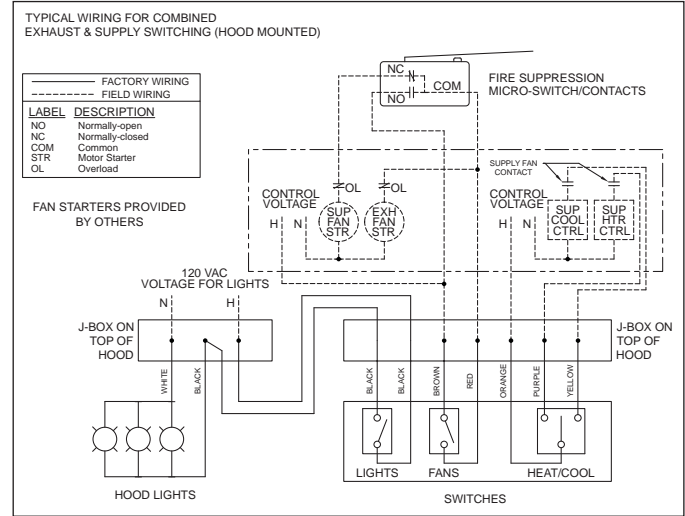 TYPICAL WIRING FOR COMBINED
EXHAUST & SUPPLY SWITCHING (HOOD MOUNTED)
FACTORY WIRING
FIELD WIRING
LABEL DESCRIPTION
NO Normally-open
NC Normally-closed
COM Common
STR Motor Starter
OL Overload
FAN STARTERS PROVIDED
BY OTHERS
NC
COM
NO
FIRE SUPPRESSION
MICRO-SWITCH/CONTACTS
CONTROL
VOLTAGE
H N
OL
OL
SUP
FAN
STR
EXH
FAN
STR
SUPPLY FAN
CONTACT
CONTROL
VOLTAGE
H N
SUP
COOL
CTRL
SUP
HTR
CTRL
120 VAC
VOLTAGE FOR LIGHTS
N H
J-BOX ON
TOP OF
HOOD
J-BOX ON
TOP OF
HOOD
WHITE
BLACK
BLACK
BLACK
BROWN
RED
ORANGE
PURPLE
YELLOW
LIGHTS
FANS
HEAT/COOL
HOOD LIGHTS
SWITCHES